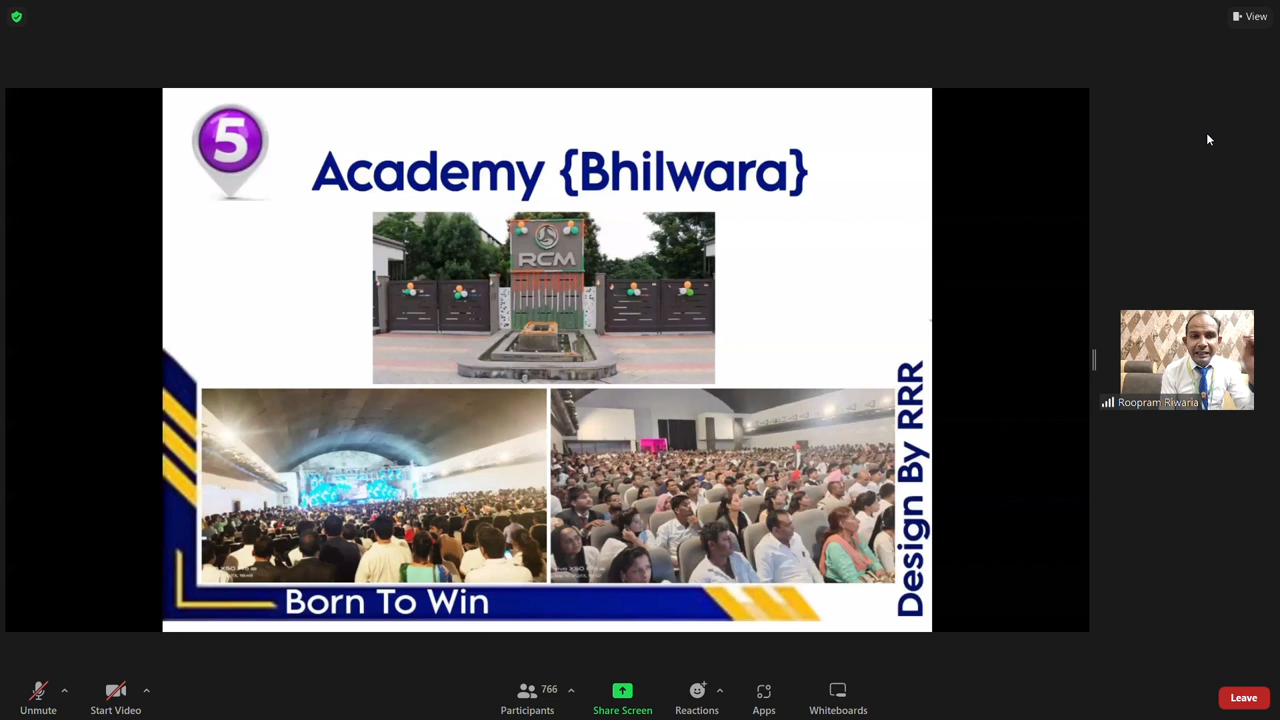 View
5
Academy {Bhilwara}
RCM
Design By RRR
Born To Win
Roopram Riwaria
766
Unmute
Start Video
Participants
Share Screen
Reactions
Apps
Whiteboards
Leave